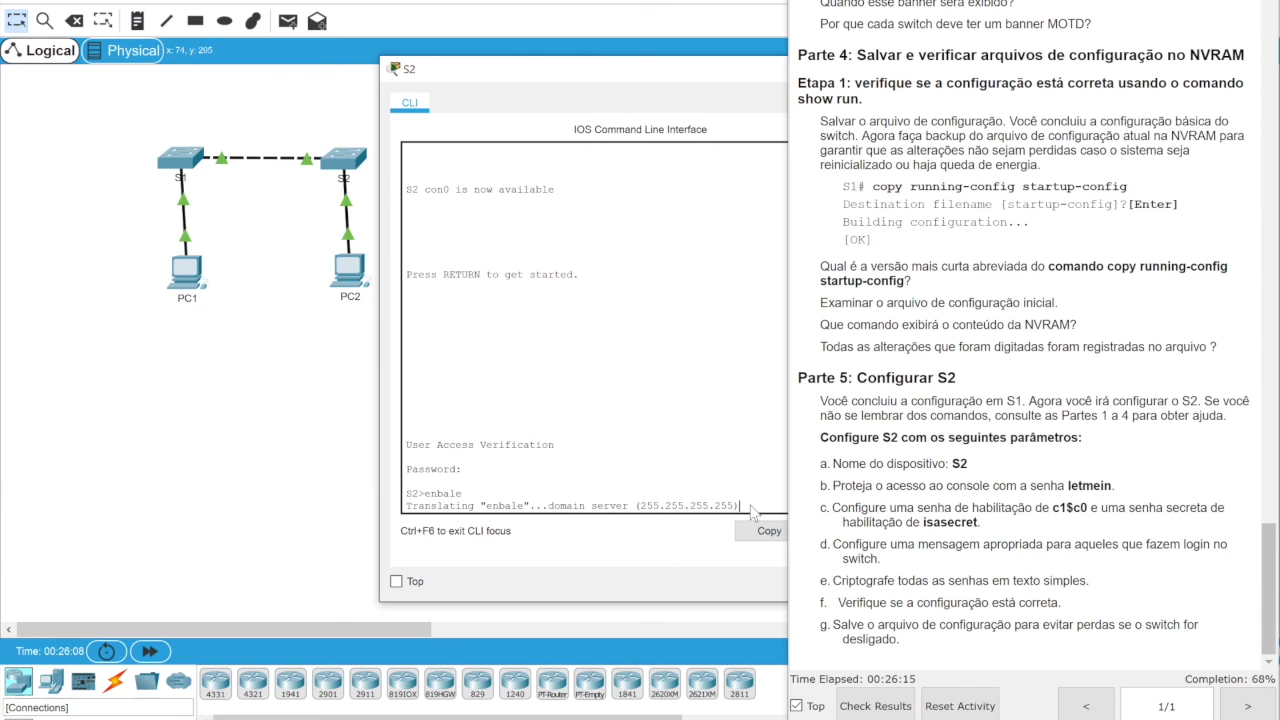 Logical
Physical
x: 74, y: 295
S1
S2
PC1
PC2
S2
CLI
IOS Command Line Interface
S2 con0 is now available
Press RETURN to get started.
User Access Verification
Password:
S2>enbale
Translating "enbale"...domain server (255.255.255.255)
Ctrl+F6 to exit CLI focus
Copy
Top
Time: 00:26:08
[Connections]
4331
4321
1941
2901
2911
819IOX
819HGW
829
1240
PT-Router
PT-Empty
1841
2620XM
2621XM
2811
Quando esse banner será exibido?
Por que cada switch deve ter um banner MOTD?
Parte 4: Salvar e verificar arquivos de configuração no NVRAM
Etapa 1: verifique se a configuração está correta usando o comando
show run.
Salvar o arquivo de configuração. Você concluiu a configuração básica do
switch. Agora faça backup do arquivo de configuração atual na NVRAM para
garantir que as alterações não sejam perdidas caso o sistema seja
reinicializado ou haja queda de energia.
S1# copy running-config startup-config
Destination filename [startup-config]?[Enter]
Building configuration...
[OK]
Qual é a versão mais curta abreviada do comando copy running-config
startup-config?
Examinar o arquivo de configuração inicial.
Que comando exibirá o conteúdo da NVRAM?
Todas as alterações que foram digitadas foram registradas no arquivo ?
Parte 5: Configurar S2
Você concluiu a configuração em S1. Agora você irá configurar o S2. Se você
não se lembrar dos comandos, consulte as Partes 1 a 4 para obter ajuda.
Configure S2 com os seguintes parâmetros:
a. Nome do dispositivo: S2
b. Proteja o acesso ao console com a senha letmein.
c. Configure uma senha de habilitação de c1$c0 e uma senha secreta de
habilitação de isasecret.
d. Configure uma mensagem apropriada para aqueles que fazem login no
switch.
e. Criptografe todas as senhas em texto simples.
f. Verifique se a configuração está correta.
g. Salve o arquivo de configuração para evitar perdas se o switch for
desligado.
Time Elapsed: 00:26:15
Completion: 68%
Top
Check Results
Reset Activity
<
1/1
>